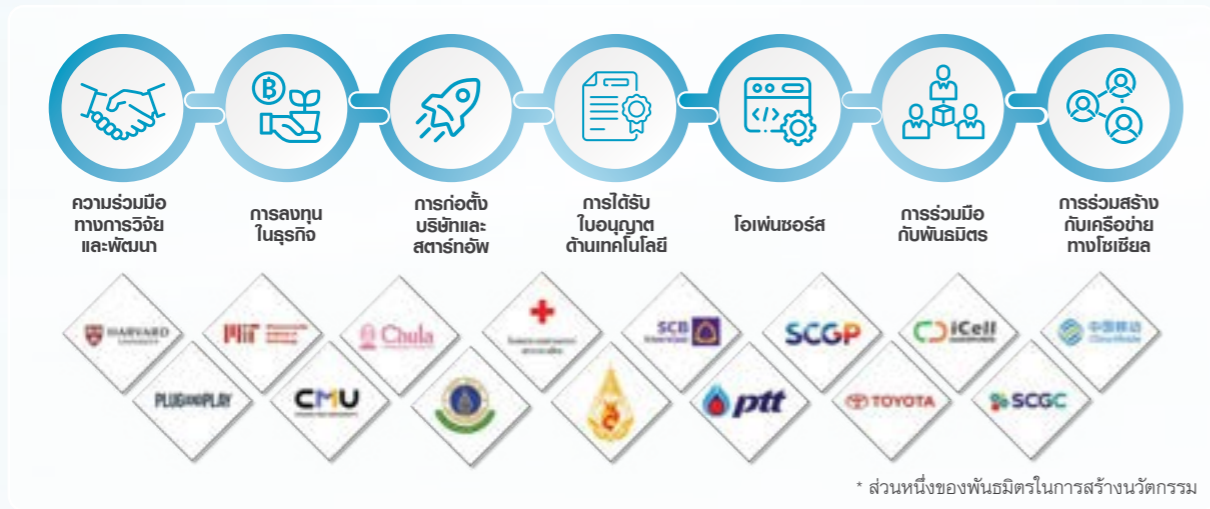 ความร่วมมือ
ทางการวิจัย
และพัฒนา
การลงทุน
ในธุรกิจ
การก่อตั้ง
บริษัทและ
สตาร์ทอัพ
การได้รับ
ใบอนุญาต
ด้านเทคโนโลยี
โอเพ่นซอร์ส
การร่วมมือ
กับพันธมิตร
การร่วมสร้าง
กับเครือข่าย
ทางโซเชียล
HARVARD
UNIVERSITY
MIT
Chula
SCB
SCGP
iCell
中国移动
China Mobile
PLUG AND PLAY
CMU
ptt
TOYOTA
SCGC
* ส่วนหนึ่งของพันธมิตรในการสร้างนวัตกรรม